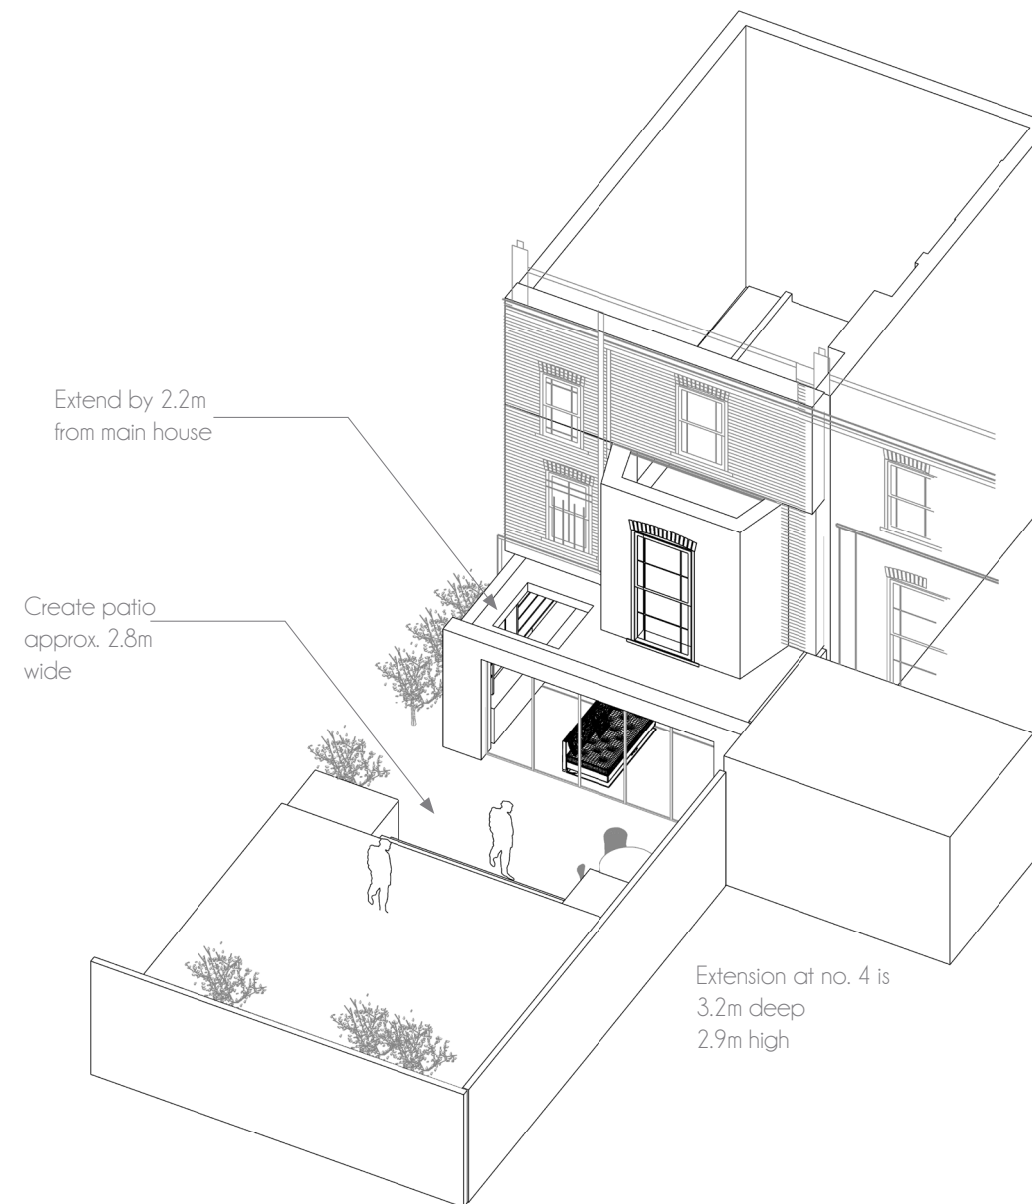 Extend by 2.2m
from main house
Create patio
approx. 2.8m
wide
Extension at no. 4 is
3.2m deep
2.9m high